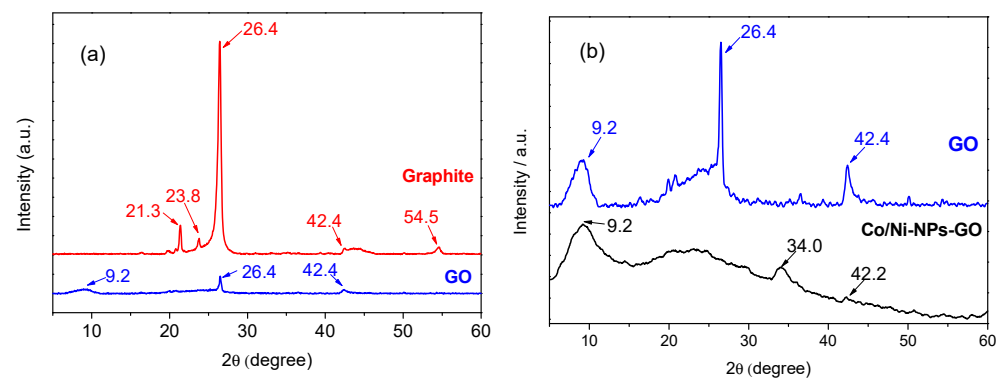 (a)
26.4
Graphite
23.8
21.3
42.4
54.5
9.2
26.4
42.4
GO
10 20 30 40 50 60
2θ (degree)
Intensity (a.u.)
(b)
26.4
9.2
GO
42.4
Co/Ni-NPs-GO
9.2
34.0
42.2
10 20 30 40 50 60
2θ (degree)
Intensity / a.u.